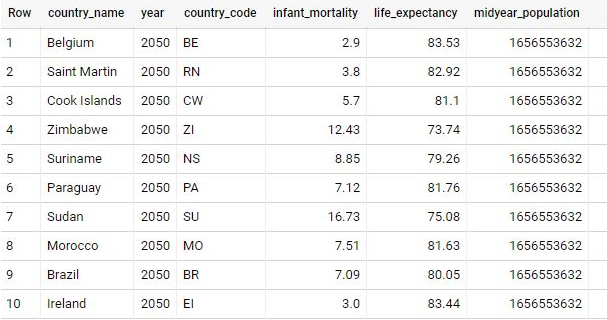 Row country_name year country_code infant_mortality life_expectancy midyear_population
1 Belgium 2050 BE 2.9 83.53 1656553632
2 Saint Martin 2050 RN 3.8 82.92 1656553632
3 Cook Islands 2050 CW 5.7 81.1 1656553632
4 Zimbabwe 2050 ZI 12.43 73.74 1656553632
5 Suriname 2050 NS 8.85 79.26 1656553632
6 Paraguay 2050 PA 7.12 81.76 1656553632
7 Sudan 2050 SU 16.73 75.08 1656553632
8 Morocco 2050 MO 7.51 81.63 1656553632
9 Brazil 2050 BR 7.09 80.05 1656553632
10 Ireland 2050 EI 3.0 83.44 1656553632